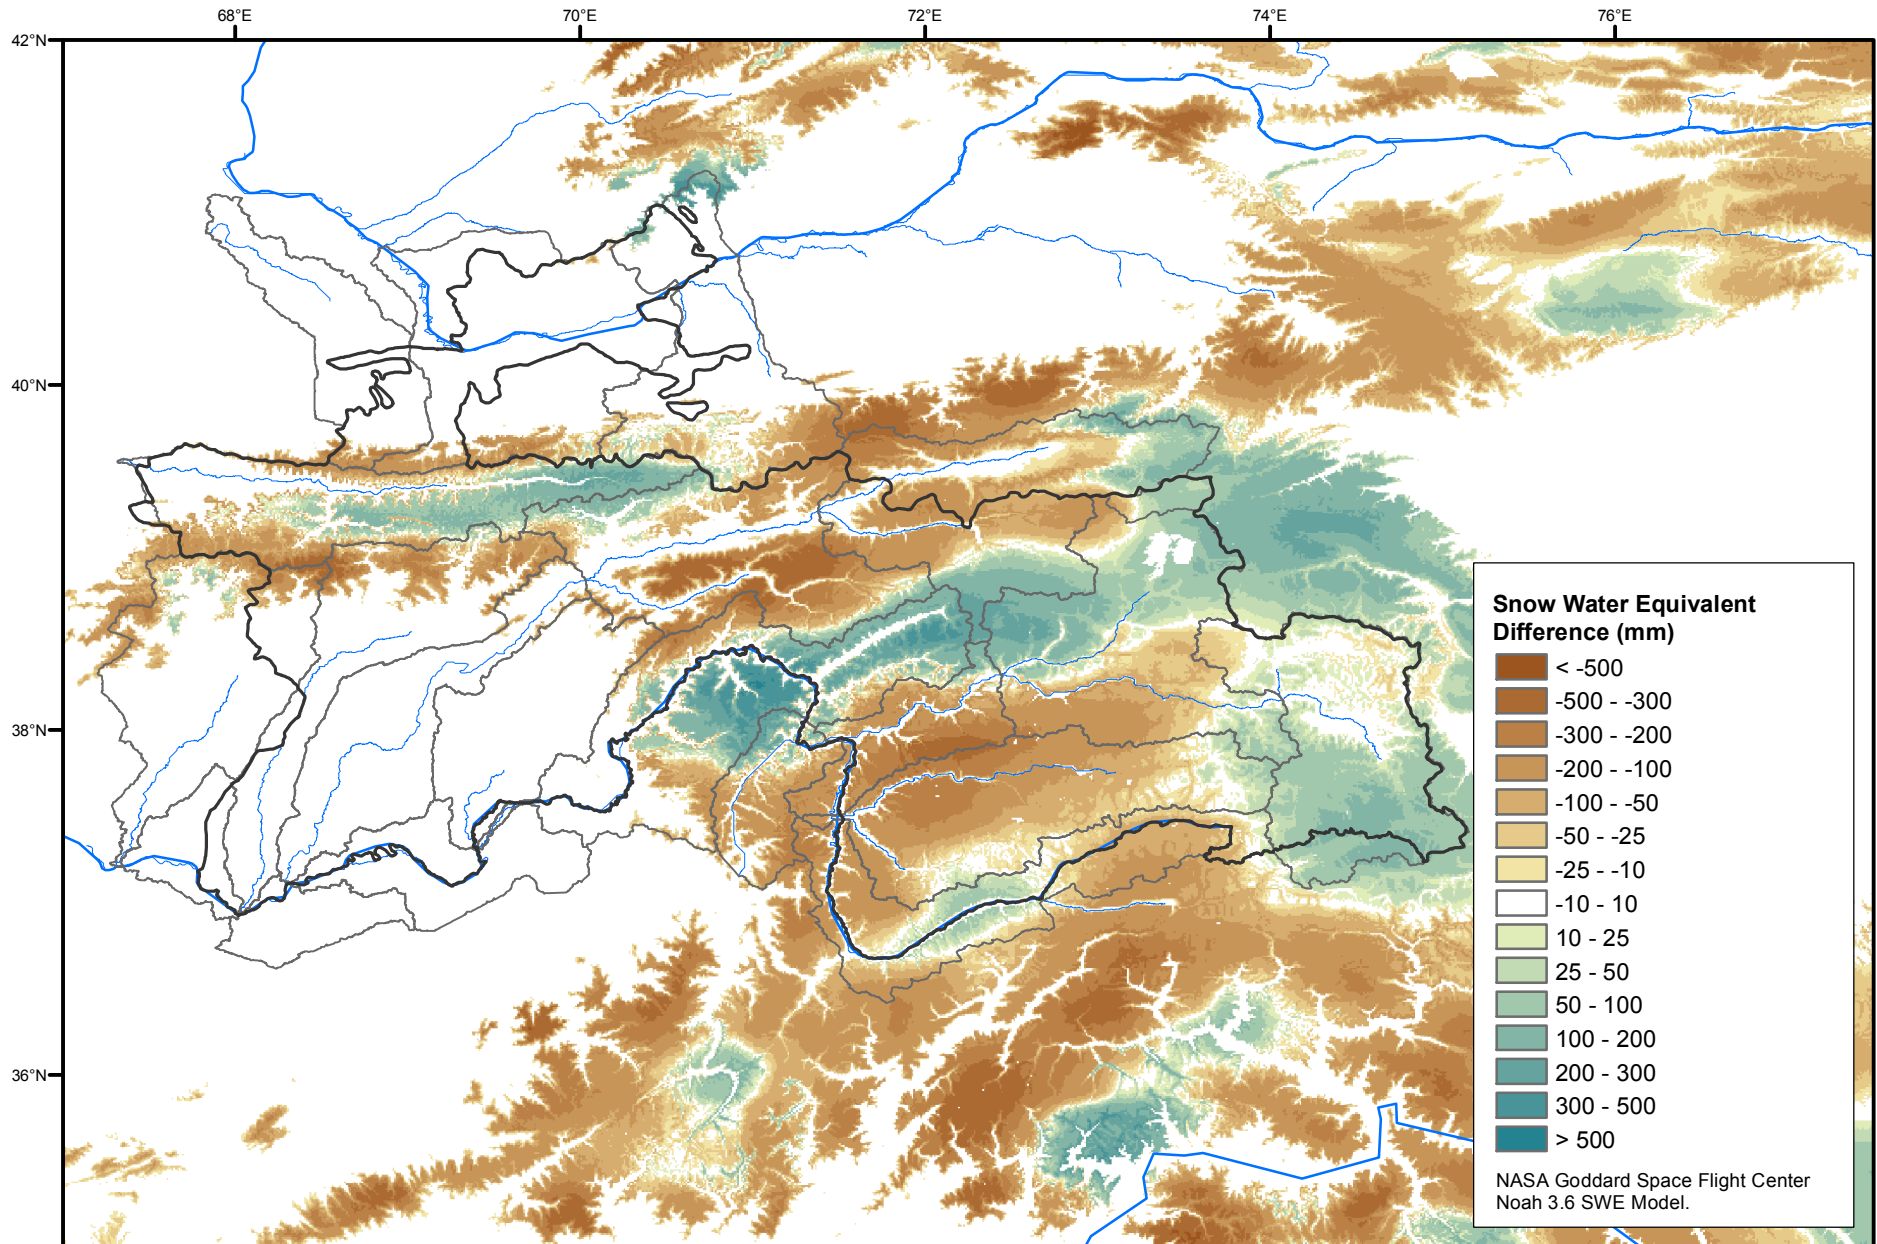 68°E 70°E 72°E 74°E 76°E
42°N
40°N
38°N
36°N
Snow Water Equivalent
Difference (mm)
< -500
-500 - -300
-300 - -200
-200 - -100
-100 - -50
-50 - -25
-25 - -10
-10 - 10
10 - 25
25 - 50
50 - 100
100 - 200
200 - 300
300 - 500
> 500
NASA Goddard Space Flight Center
Noah 3.6 SWE Model.